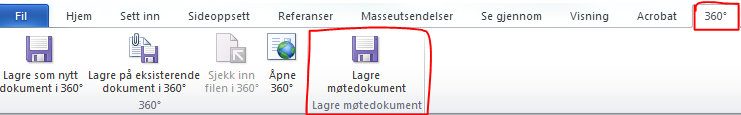 Fil Hjem Sett inn Sideoppsett Referanser Masseutsendelser Se gjennom Visning Acrobat 360°
Lagre som nytt dokument i 360°
Lagre på eksisterende dokument i 360°
Sjekk inn filen i 360°
Åpne 360°
Lagre møtedokument
360°
Lagre møtedokument